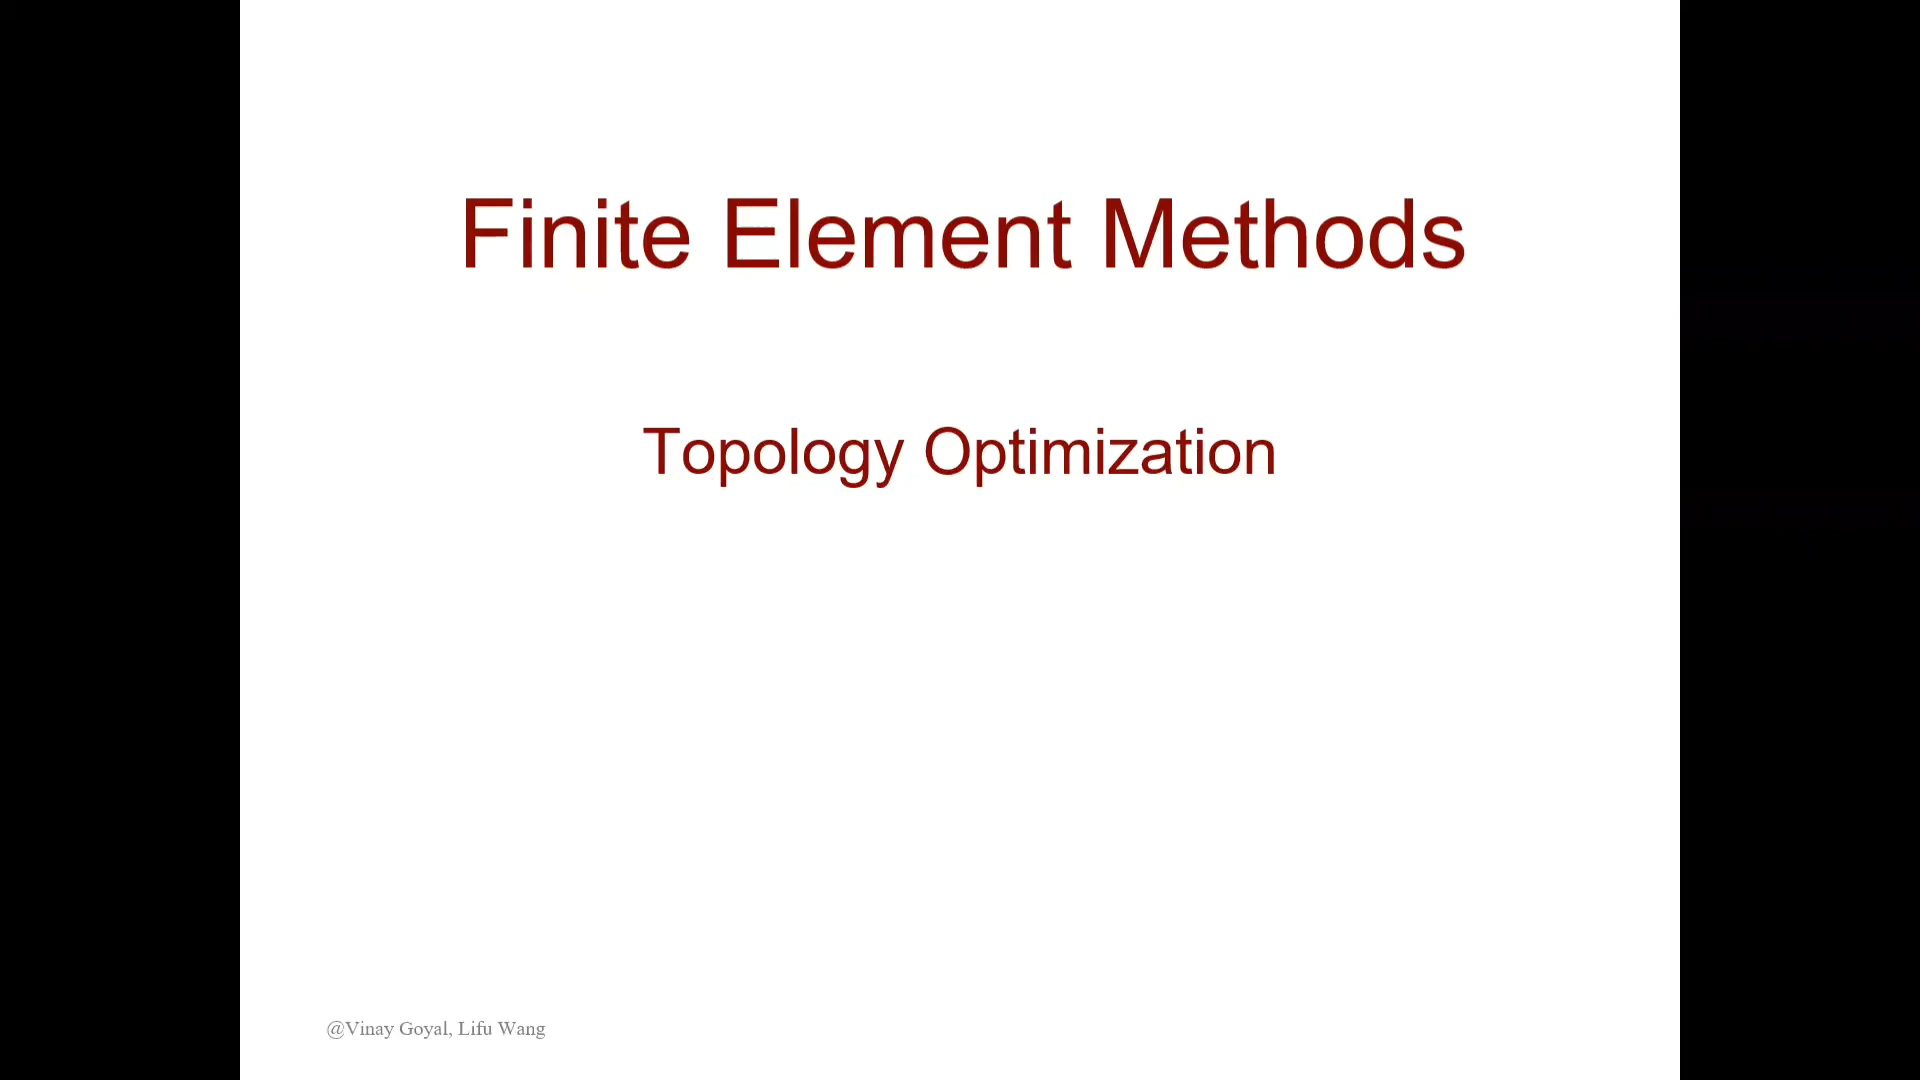 Finite Element Methods
Topology Optimization
@Vinay Goyal, Lifu Wang